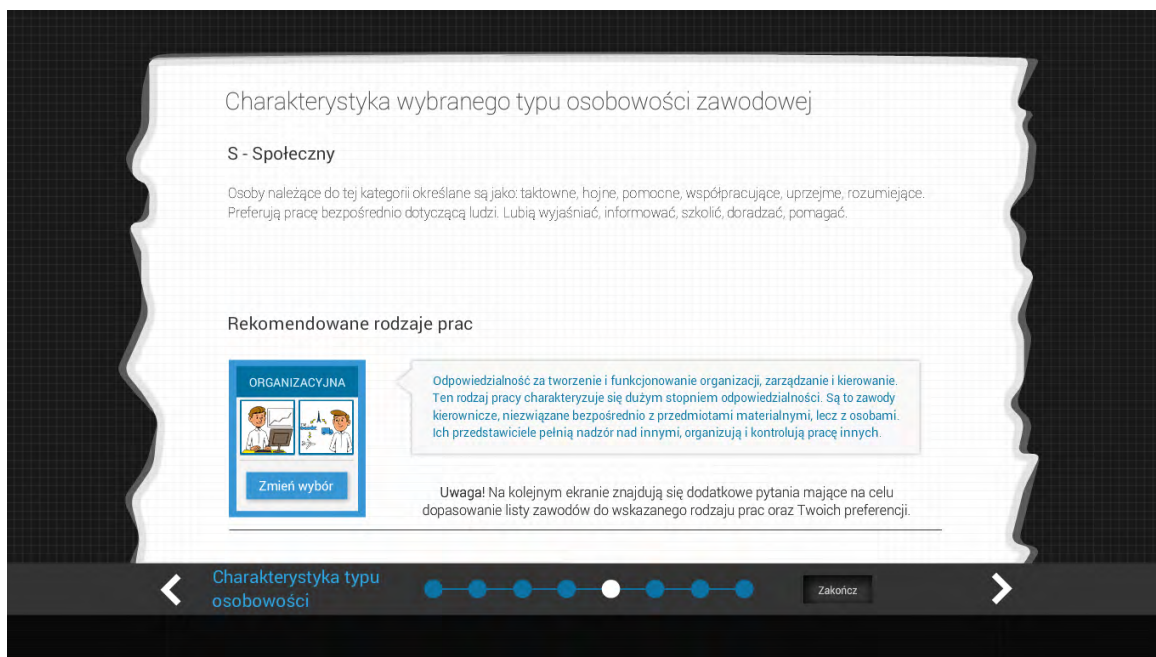 Charakterystyka wybranego typu osobowości zawodowej
S - Społeczny
Osoby należące do tej kategorii określane są jako: taktowne, hojne, pomocne, współpracujące, uprzejme, rozumiejące.
Preferują pracę bezpośrednio dotyczącą ludzi. Lubią wyjaśniać, informować, szkolić, doradzać, pomagać.
Rekomendowane rodzaje prac
ORGANIZACYJNA
Zmień wybór
Odpowiedzialność za tworzenie i funkcjonowanie organizacji, zarządzanie i kierowanie.
Ten rodzaj pracy charakteryzuje się dużym stopniem odpowiedzialności. Są to zawody
kierownicze, niezwiązane bezpośrednio z przedmiotami materialnymi, lecz z osobami.
Ich przedstawiciele pełnią nadzór nad innymi, organizują i kontrolują pracę innych.
Uwaga! Na kolejnym ekranie znajdują się dodatkowe pytania mające na celu
dopasowanie listy zawodów do wskazanego rodzaju prac oraz Twoich preferencji.
Charakterystyka typu
osobowości
Zakończ